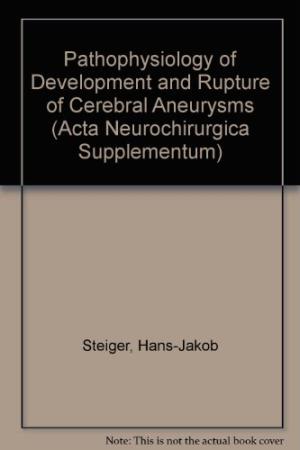 Pathophysiology of
Development and Rupture
of Cerebral Aneurysms
(Acta Neurochirurgica
Supplementum)
Steiger, Hans-Jakob
Note: This is not the actual book cover